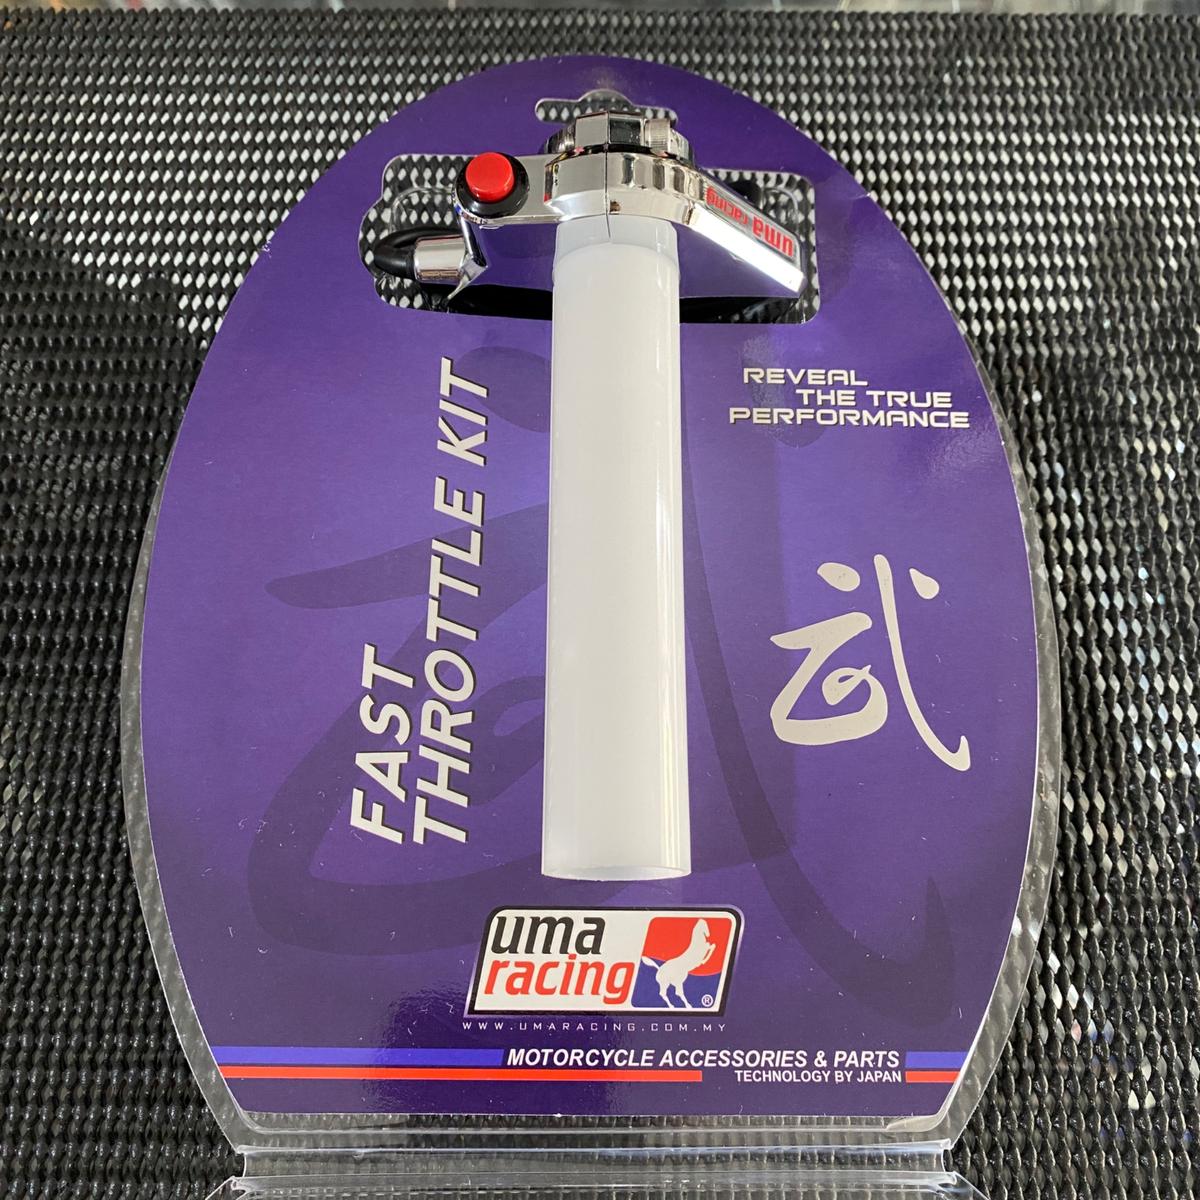 uma racing
REVEAL
THE TRUE
PERFORMANCE
FAST
THROTTLE KIT
武
uma
racing
®
WWW.UMARACING.COM.MY
MOTORCYCLE ACCESSORIES & PARTS
TECHNOLOGY BY JAPAN